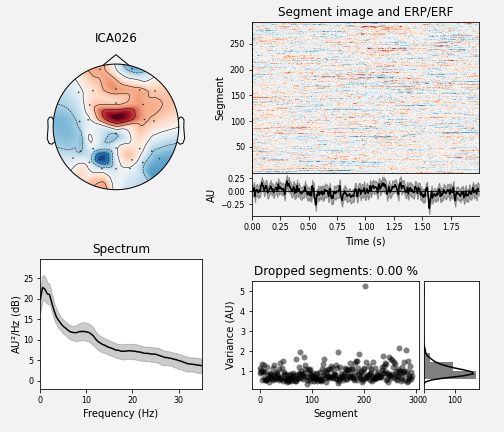 ICA026
Segment image and ERP/ERF
Segment
250
200
150
100
50
AU
0.25
0.00
−0.25
0.00 0.25 0.50 0.75 1.00 1.25 1.50 1.75
Time (s)
Spectrum
AU²/Hz (dB)
25
20
15
10
5
0
0 10 20 30
Frequency (Hz)
Dropped segments: 0.00 %
Variance (AU)
5
4
3
2
1
0 100 200 300
Segment
0 100